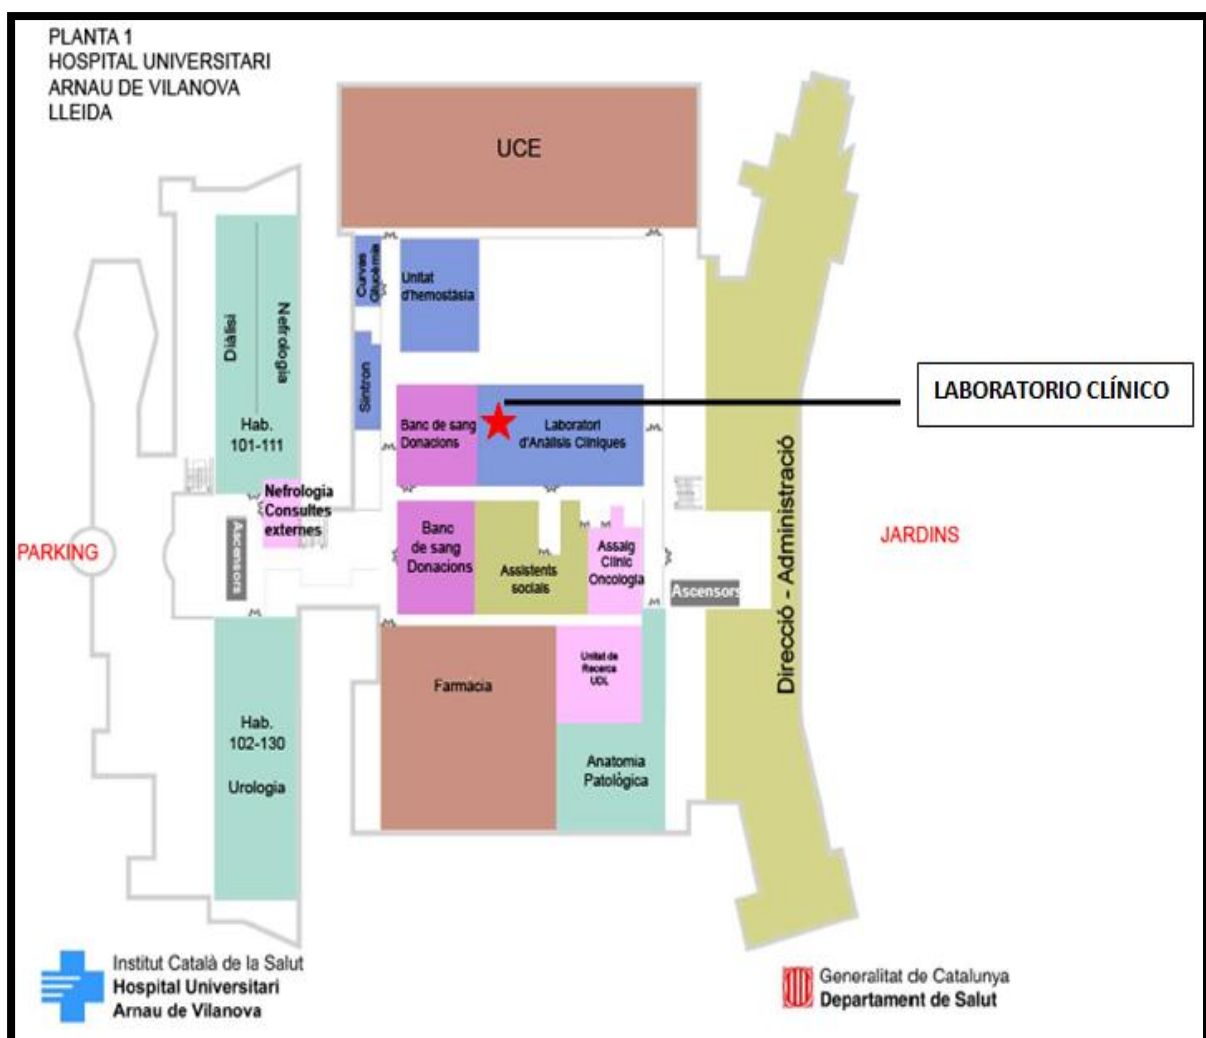 PLANTA 1
HOSPITAL UNIVERSITARI
ARNAU DE VILANOVA
LLEIDA
UCE
Curvas
Glucèmia
Unitat
d'hemostàsia
Diàlisi
Nefrologia
Hab.
101-111
Sintron
Banc de sang
Donacions
Laboratori
d'Anàlisis Clíniques
LABORATORIO CLÍNICO
Nefrologia
Consultes
externes
PARKING
Ascensors
Banc
de sang
Donacions
Assistents
socials
Assaig
Clínic
Oncologia
Ascensors
Direcció - Administració
JARDINS
Farmàcia
Unitat de
Recerca
UDL
Hab.
102-130
Urologia
Anatomia
Patològica
Institut Català de la Salut
Hospital Universitari
Arnau de Vilanova
Generalitat de Catalunya
Departament de Salut